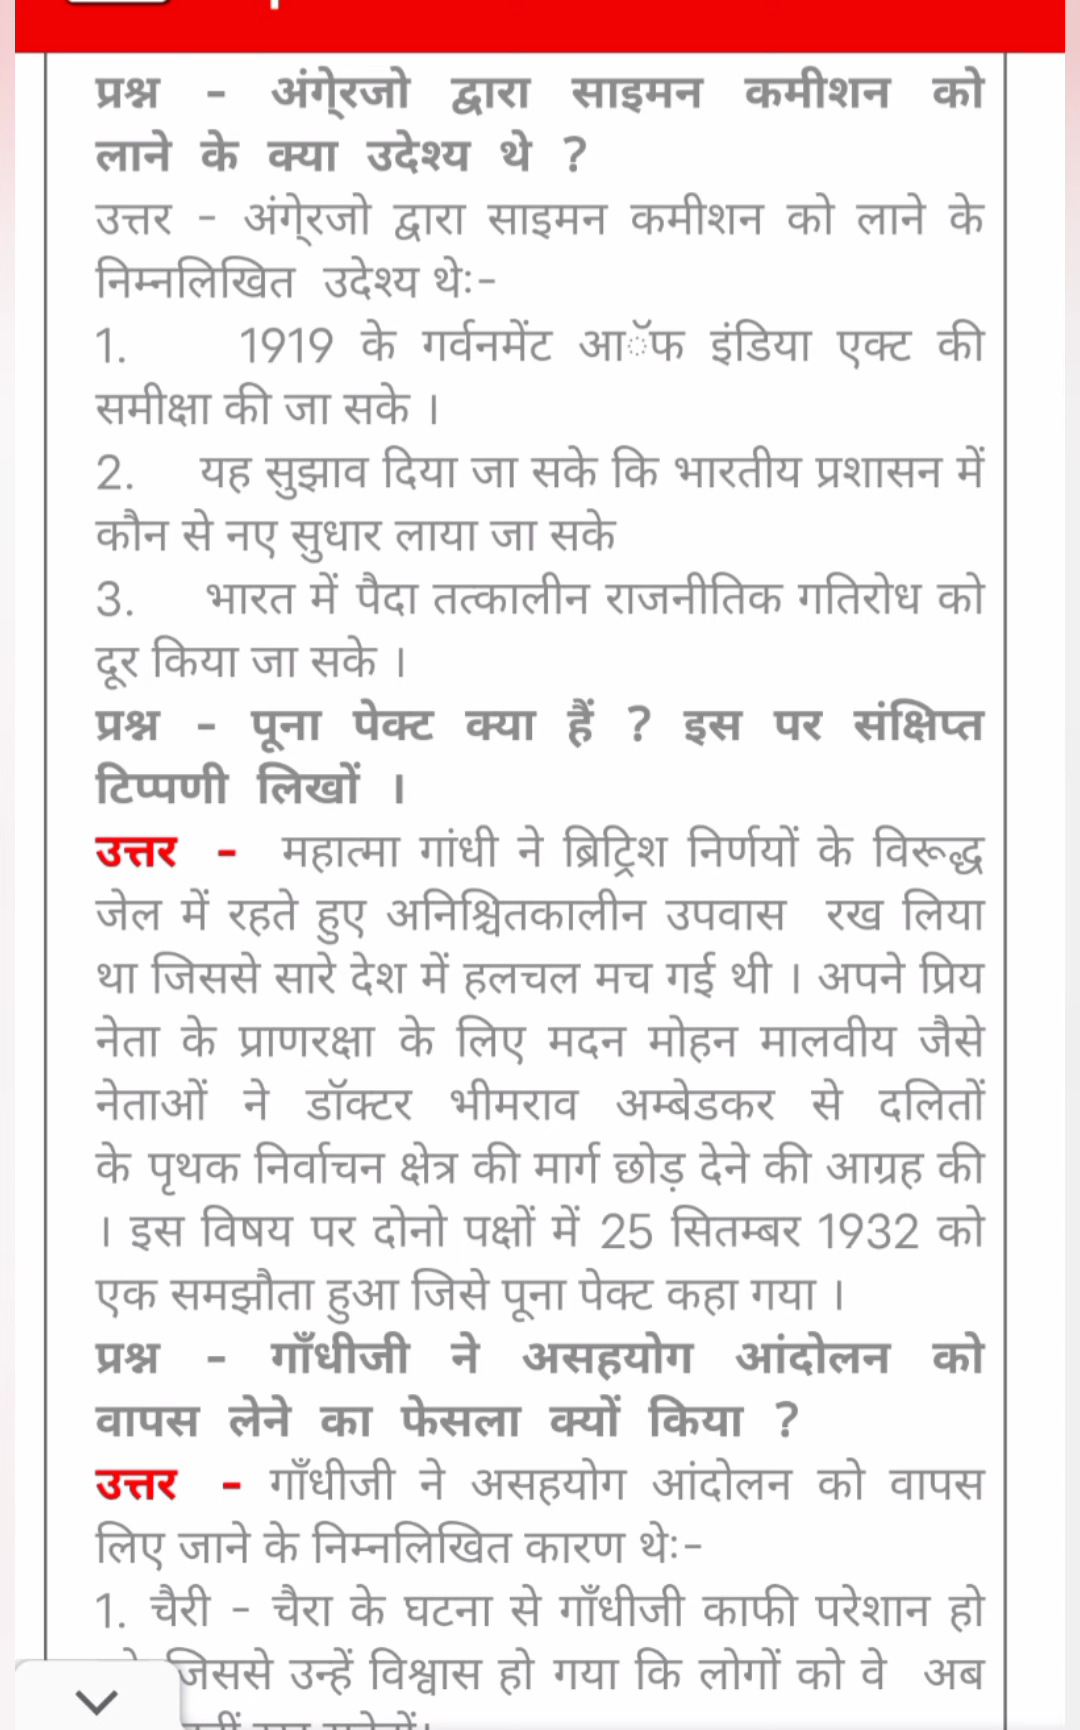 प्रश्न - अंगे्रजो द्वारा साइमन कमीशन को
लाने के क्या उदेश्य थे ?
उत्तर - अंगे्रजो द्वारा साइमन कमीशन को लाने के
निम्नलिखित उदेश्य थेः-
1. 1919 के गर्वनमेंट आॅफ इंडिया एक्ट की
समीक्षा की जा सके ।
2. यह सुझाव दिया जा सके कि भारतीय प्रशासन में
कौन से नए सुधार लाया जा सके
3. भारत में पैदा तत्कालीन राजनीतिक गतिरोध को
दूर किया जा सके ।
प्रश्न - पूना पेक्ट क्या हैं ? इस पर संक्षिप्त
टिप्पणी लिखों ।
उत्तर - महात्मा गांधी ने ब्रिट्रिश निर्णयों के विरूद्ध
जेल में रहते हुए अनिश्चितकालीन उपवास रख लिया
था जिससे सारे देश में हलचल मच गई थी । अपने प्रिय
नेता के प्राणरक्षा के लिए मदन मोहन मालवीय जैसे
नेताओं ने डॉक्टर भीमराव अम्बेडकर से दलितों
के पृथक निर्वाचन क्षेत्र की मार्ग छोड़ देने की आग्रह की
। इस विषय पर दोनो पक्षों में 25 सितम्बर 1932 को
एक समझौता हुआ जिसे पूना पेक्ट कहा गया ।
प्रश्न - गाँधीजी ने असहयोग आंदोलन को
वापस लेने का फेसला क्यों किया ?
उत्तर - गाँधीजी ने असहयोग आंदोलन को वापस
लिए जाने के निम्नलिखित कारण थेः-
1. चैरी - चैरा के घटना से गाँधीजी काफी परेशान हो
जिससे उन्हें विश्वास हो गया कि लोगों को वे अब